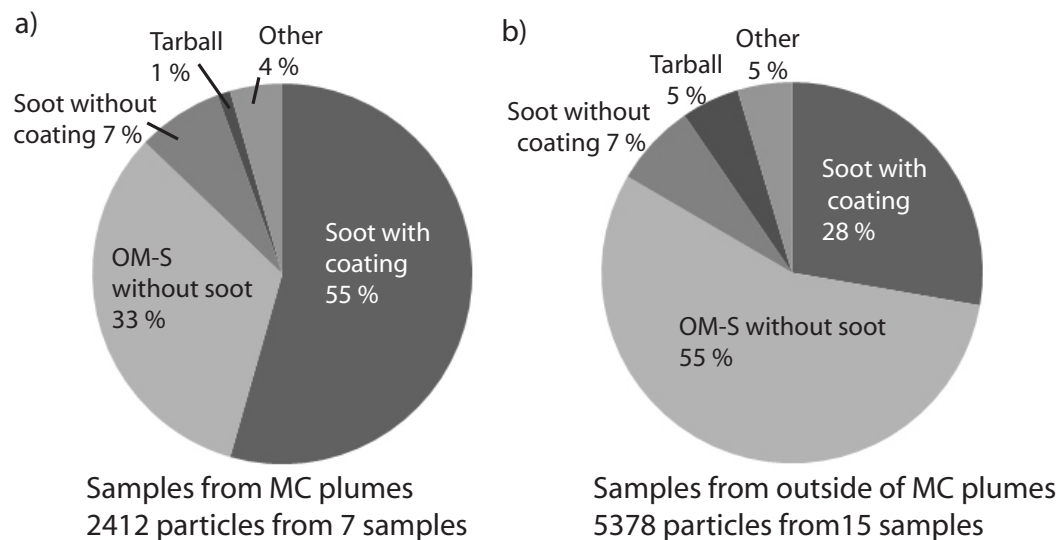 a)
Tarball
1 %
Other
4 %
Soot without
coating 7 %
OM-S
without soot
33 %
Soot with
coating
55 %
Samples from MC plumes
2412 particles from 7 samples
b)
Other
5 %
Tarball
5 %
Soot without
coating 7 %
Soot with
coating
28 %
OM-S without soot
55 %
Samples from outside of MC plumes
5378 particles from15 samples